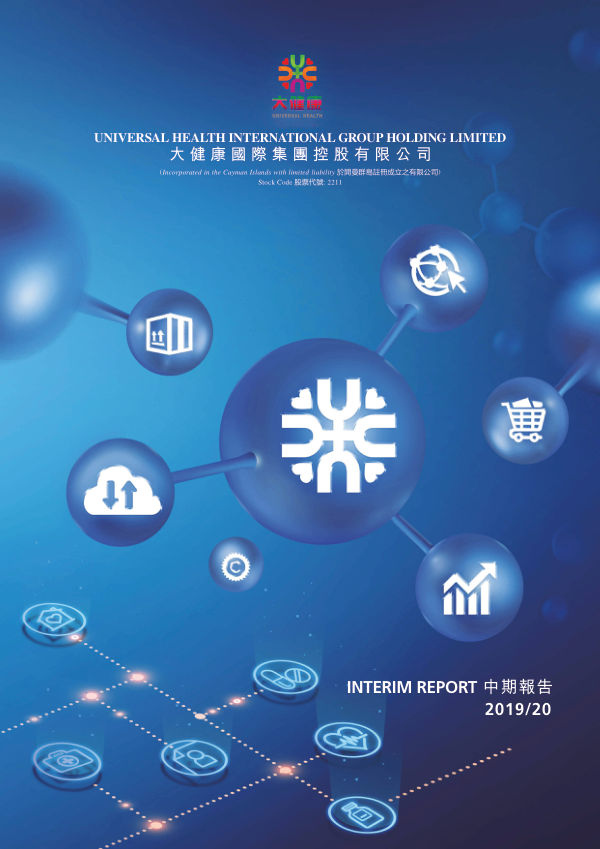 大健康
UNIVERSAL HEALTH
UNIVERSAL HEALTH INTERNATIONAL GROUP HOLDING LIMITED
大健康國際集團控股有限公司
(Incorporated in the Cayman Islands with limited liability 於開曼群島註冊成立之有限公司)
Stock Code 股票代號: 2211
C
INTERIM REPORT 中期報告
2019/20